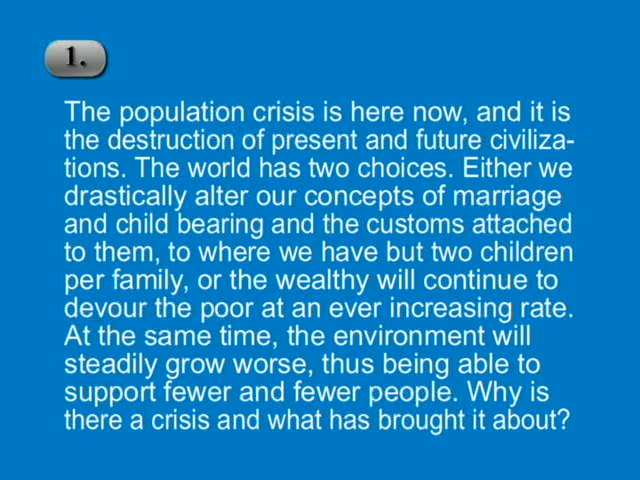 1.
The population crisis is here now, and it is
the destruction of present and future civiliza-
tions. The world has two choices. Either we
drastically alter our concepts of marriage
and child bearing and the customs attached
to them, to where we have but two children
per family, or the wealthy will continue to
devour the poor at an ever increasing rate.
At the same time, the environment will
steadily grow worse, thus being able to
support fewer and fewer people. Why is
there a crisis and what has brought it about?